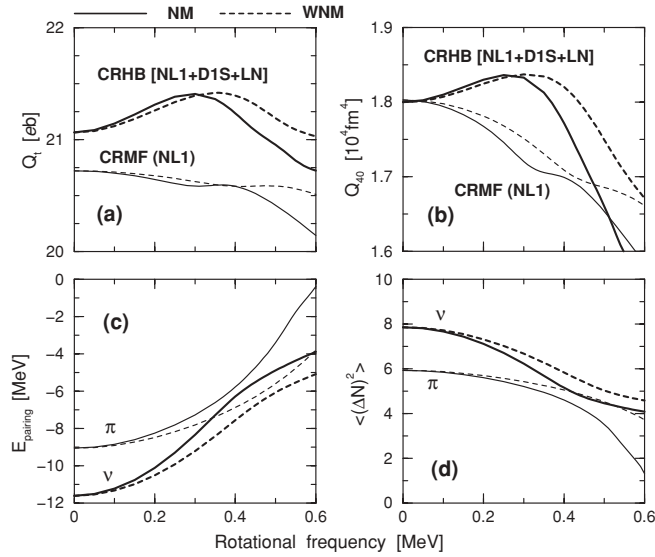 NM WNM
CRHB [NL1+D1S+LN]
CRMF (NL1)
(a)
Q_t [eb]
22
21
20
CRHB [NL1+D1S+LN]
CRMF (NL1)
(b)
Q_40 [10^4fm^4]
1.9
1.8
1.7
1.6
(c)
π
ν
E_pairing [MeV]
0
−2
−4
−6
−8
−10
−12
0 0.2 0.4 0.6
ν
π
(d)
<(ΔN)^2>
10
8
6
4
2
0
0 0.2 0.4 0.6
Rotational frequency [MeV]